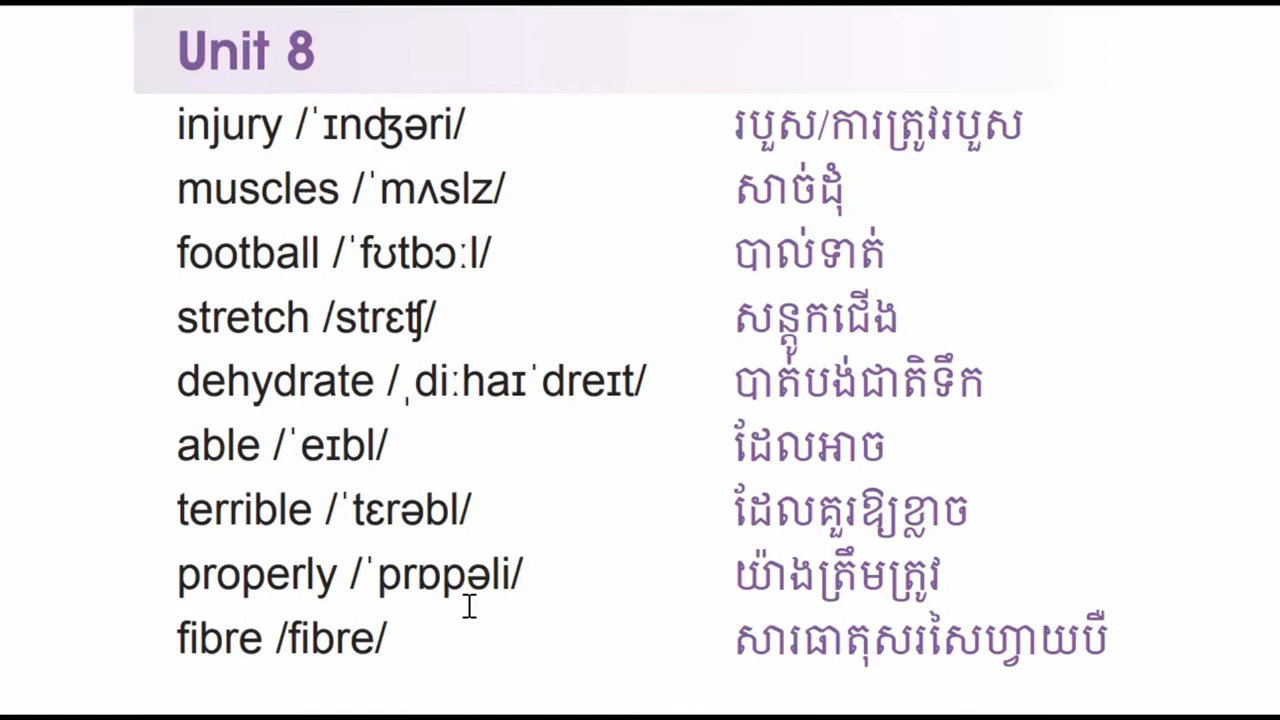 Unit 8
injury /ˈɪnʤəri/ របួស/ការត្រូវរបួស
muscles /ˈmʌslz/ សាច់ដុំ
football /ˈfʊtbɔːl/ បាល់ទាត់
stretch /strɛʧ/ សន្តូកជើង
dehydrate /ˌdiːhaɪˈdreɪt/ បាត់បង់ជាតិទឹក
able /ˈeɪbl/ ដែលអាច
terrible /ˈtɛrəbl/ ដែលគួរឱ្យខ្លាច
properly /ˈprɒpəli/ យ៉ាងត្រឹមត្រូវ
fibre /fibre/ សារធាតុសរសៃហ្វាយបឺ